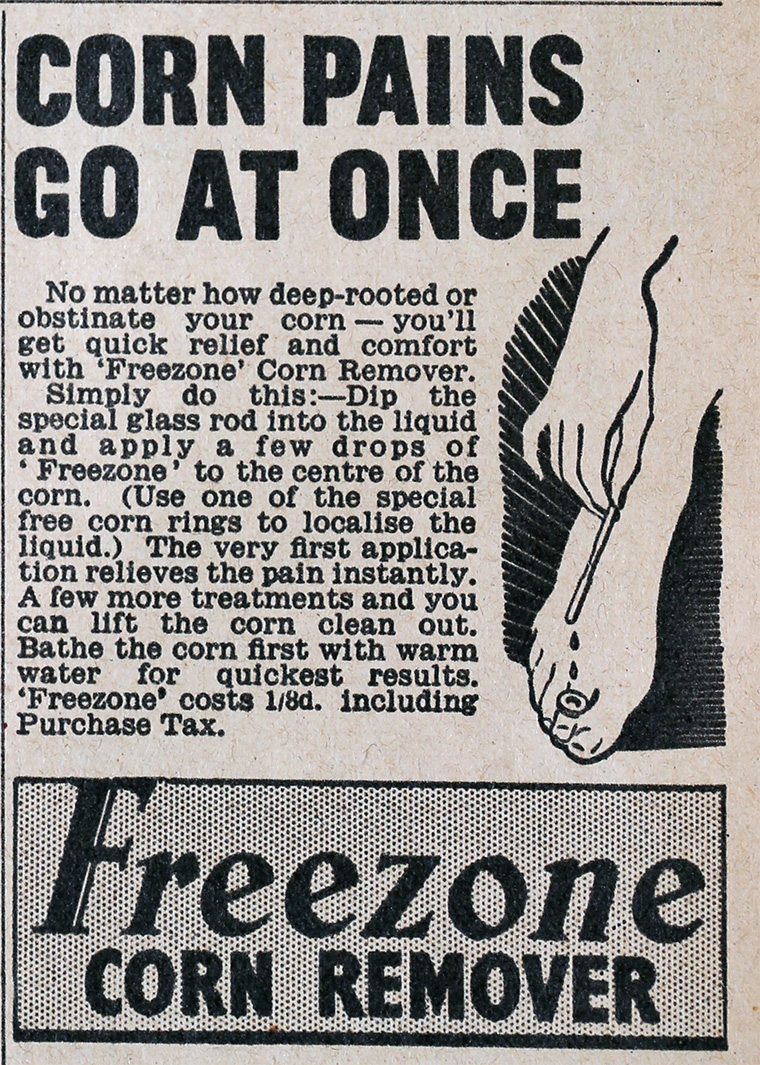 CORN PAINS
GO AT ONCE
No matter how deep-rooted or
obstinate your corn — you'll
get quick relief and comfort
with 'Freezone' Corn Remover.
Simply do this:—Dip the
special glass rod into the liquid
and apply a few drops of
'Freezone' to the centre of the
corn. (Use one of the special
free corn rings to localise the
liquid.) The very first applica-
tion relieves the pain instantly.
A few more treatments and you
can lift the corn clean out.
Bathe the corn first with warm
water for quickest results.
'Freezone' costs 1/8d. including
Purchase Tax.
Freezone
CORN REMOVER